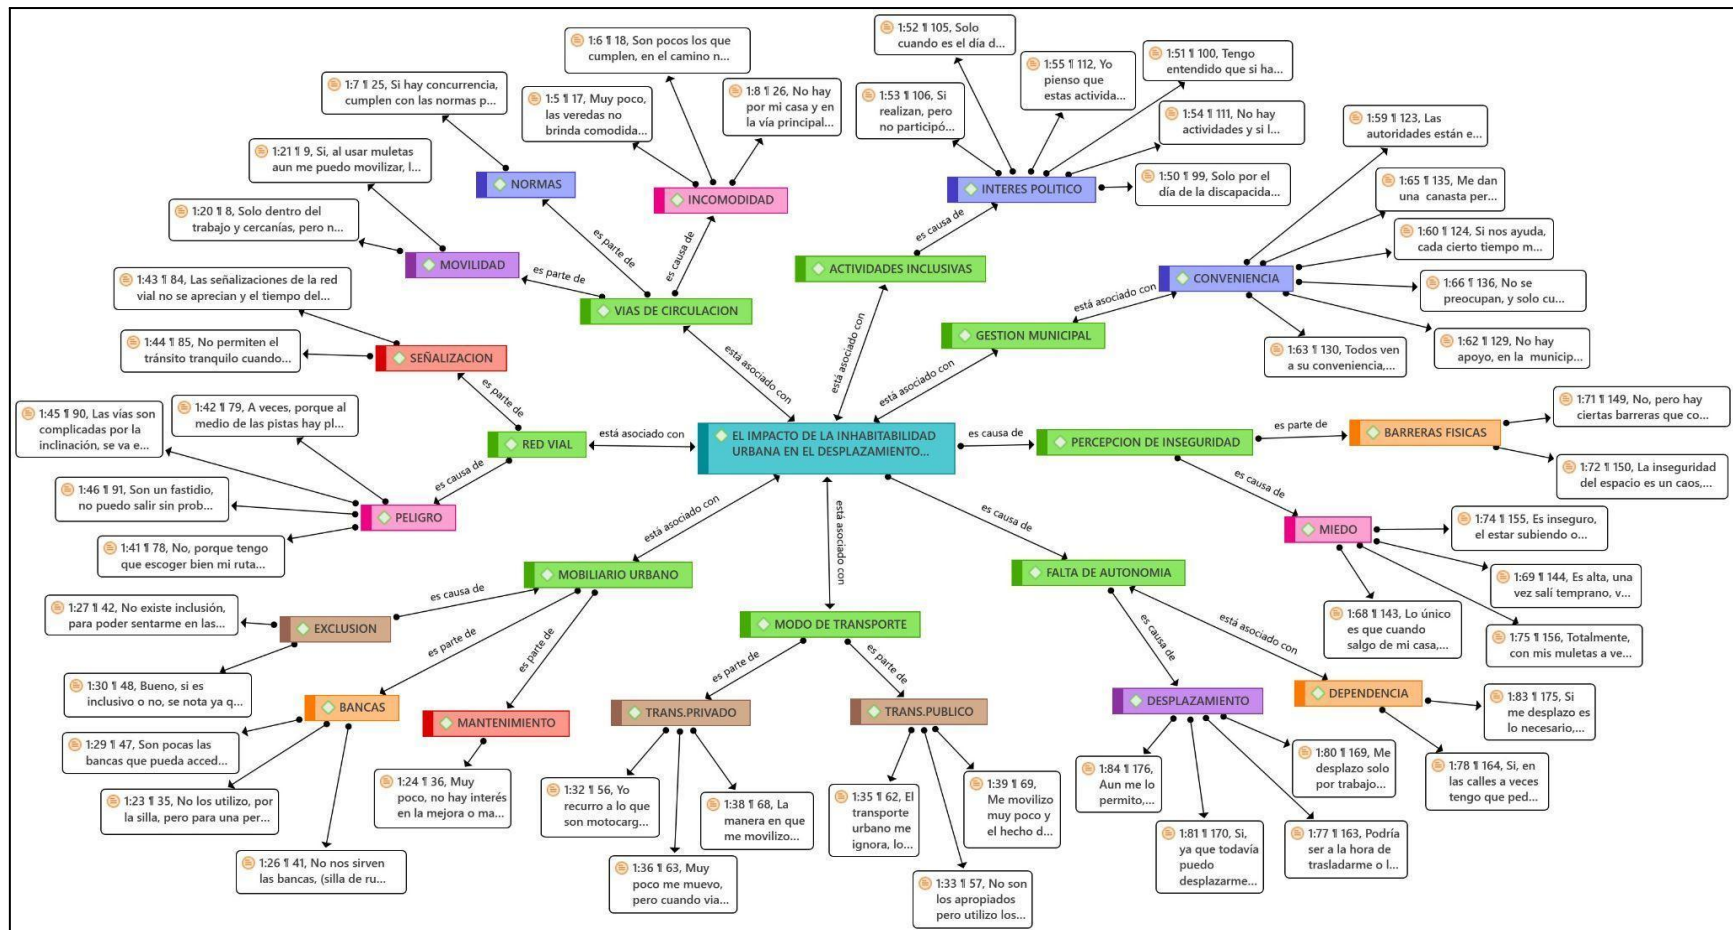 1:6 ¶ 18, Son pocos los que
cumplen, en el camino n...
1:7 ¶ 25, Si hay concurrencia,
cumplen con las normas p...
1:5 ¶ 17, Muy poco,
las veredas no
brinda comodida...
1:8 ¶ 26, No hay
por mi casa y en
la vía principal...
1:21 ¶ 9, Si, al usar muletas
aun me puedo movilizar, l...
1:20 ¶ 8, Solo dentro del
trabajo y cercanías, pero n...
NORMAS
INCOMODIDAD
MOVILIDAD
es parte de
es parte de
es causa de
VIAS DE CIRCULACION
está asociado con
1:52 ¶ 105, Solo
cuando es el día d...
1:55 ¶ 112, Yo
pienso que
estas activida...
1:51 ¶ 100, Tengo
entendido que si ha...
1:53 ¶ 106, Si
realizan, pero
no participó...
1:54 ¶ 111, No hay
actividades y si l...
1:50 ¶ 99, Solo por el
día de la discapacida...
INTERES POLITICO
es causa de
ACTIVIDADES INCLUSIVAS
está asociado con
1:59 ¶ 123, Las
autoridades están e...
1:65 ¶ 135, Me dan
una canasta per...
1:60 ¶ 124, Si nos ayuda,
cada cierto tiempo m...
1:66 ¶ 136, No se
preocupan, y solo cu...
1:62 ¶ 129, No hay
apoyo, en la municip...
1:63 ¶ 130, Todos ven
a su conveniencia,...
CONVENIENCIA
está asociado con
GESTION MUNICIPAL
está asociado con
1:43 ¶ 84, Las señalizaciones de la red
vial no se aprecian y el tiempo del...
1:44 ¶ 85, No permiten el
tránsito tranquilo cuando...
SEÑALIZACION
es parte de
1:45 ¶ 90, Las vías son
complicadas por la
inclinación, se va e...
1:42 ¶ 79, A veces, porque al
medio de las pistas hay pl...
RED VIAL
está asociado con
es causa de
1:46 ¶ 91, Son un fastidio,
no puedo salir sin prob...
PELIGRO
1:41 ¶ 78, No, porque tengo
que escoger bien mi ruta...
EL IMPACTO DE LA INHABITABILIDAD
URBANA EN EL DESPLAZAMIENTO...
es causa de
PERCEPCION DE INSEGURIDAD
es parte de
BARRERAS FISICAS
1:71 ¶ 149, No, pero hay
ciertas barreras que co...
1:72 ¶ 150, La inseguridad
del espacio es un caos,...
es causa de
MIEDO
1:74 ¶ 155, Es inseguro,
el estar subiendo o...
1:69 ¶ 144, Es alta, una
vez salí temprano, v...
1:68 ¶ 143, Lo único
es que cuando
salgo de mi casa,...
1:75 ¶ 156, Totalmente,
con mis muletas a ve...
está asociado con
MOBILIARIO URBANO
es causa de
EXCLUSION
1:27 ¶ 42, No existe inclusión,
para poder sentarme en las...
1:30 ¶ 48, Bueno, si es
inclusivo o no, se nota ya q...
es parte de
es parte de
BANCAS
MANTENIMIENTO
1:29 ¶ 47, Son pocas las
bancas que pueda acced...
1:23 ¶ 35, No los utilizo, por
la silla, pero para una per...
1:26 ¶ 41, No nos sirven
las bancas, (silla de ru...
1:24 ¶ 36, Muy
poco, no hay interés
en la mejora o ma...
está asociado con
MODO DE TRANSPORTE
es parte de
es parte de
TRANS.PRIVADO
TRANS.PUBLICO
1:32 ¶ 56, Yo
recurro a lo que
son motocarg...
1:38 ¶ 68, La
manera en que
me movilizo...
1:36 ¶ 63, Muy
poco me muevo,
pero cuando via...
1:35 ¶ 62, El
transporte
urbano me
ignora, lo...
1:39 ¶ 69,
Me movilizo
muy poco y
el hecho d...
1:33 ¶ 57, No son
los apropiados
pero utilizo los...
es causa de
FALTA DE AUTONOMIA
es causa de
está asociado con
DESPLAZAMIENTO
DEPENDENCIA
1:84 ¶ 176,
Aun me lo
permito,...
1:80 ¶ 169, Me
desplazo solo
por trabajo...
1:81 ¶ 170, Si,
ya que todavía
puedo
desplazarme...
1:77 ¶ 163, Podría
ser a la hora de
trasladarme o l...
1:83 ¶ 175, Si
me desplazo es
lo necesario,...
1:78 ¶ 164, Si, en
las calles a veces
tengo que ped...